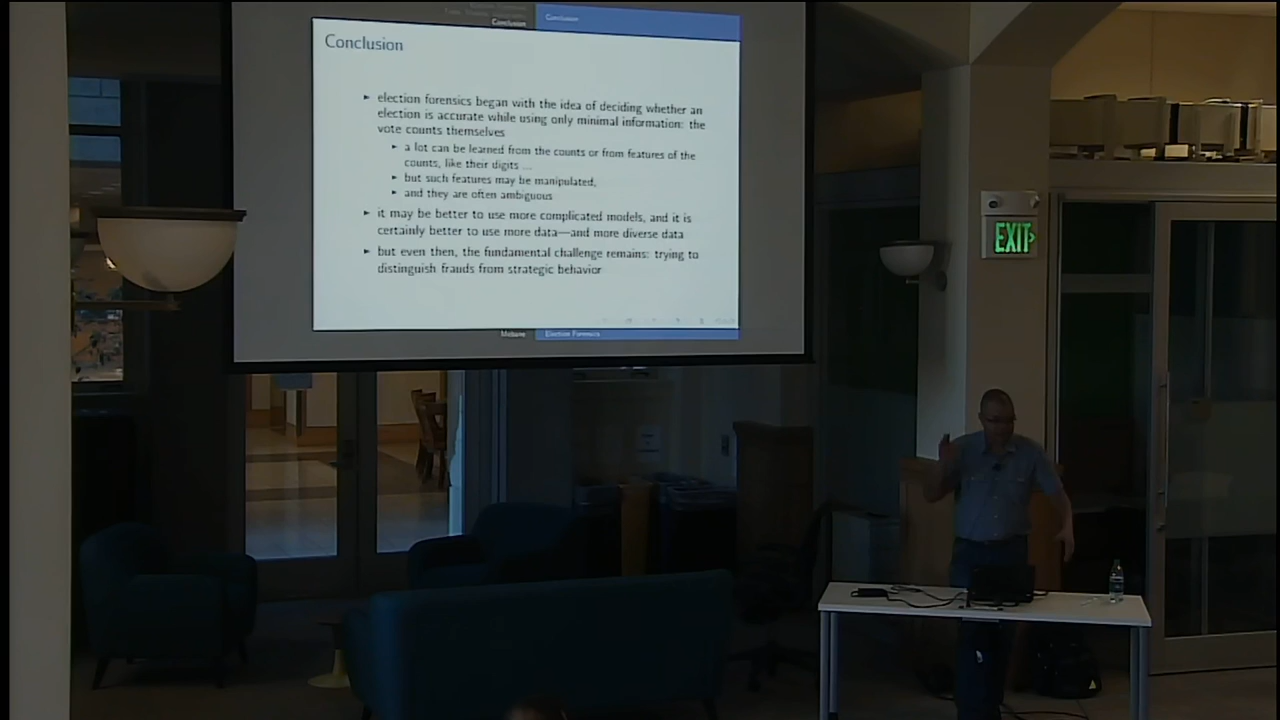 Conclusion
Conclusion
Conclusion
► election forensics began with the idea of deciding whether an
election is accurate while using only minimal information: the
vote counts themselves
► a lot can be learned from the counts or from features of the
counts, like their digits ...
► but such features may be manipulated,
► and they are often ambiguous
► it may be better to use more complicated models, and it is
certainly better to use more data—and more diverse data
► but even then, the fundamental challenge remains: trying to
distinguish frauds from strategic behavior
Mebane
Election Forensics
EXIT